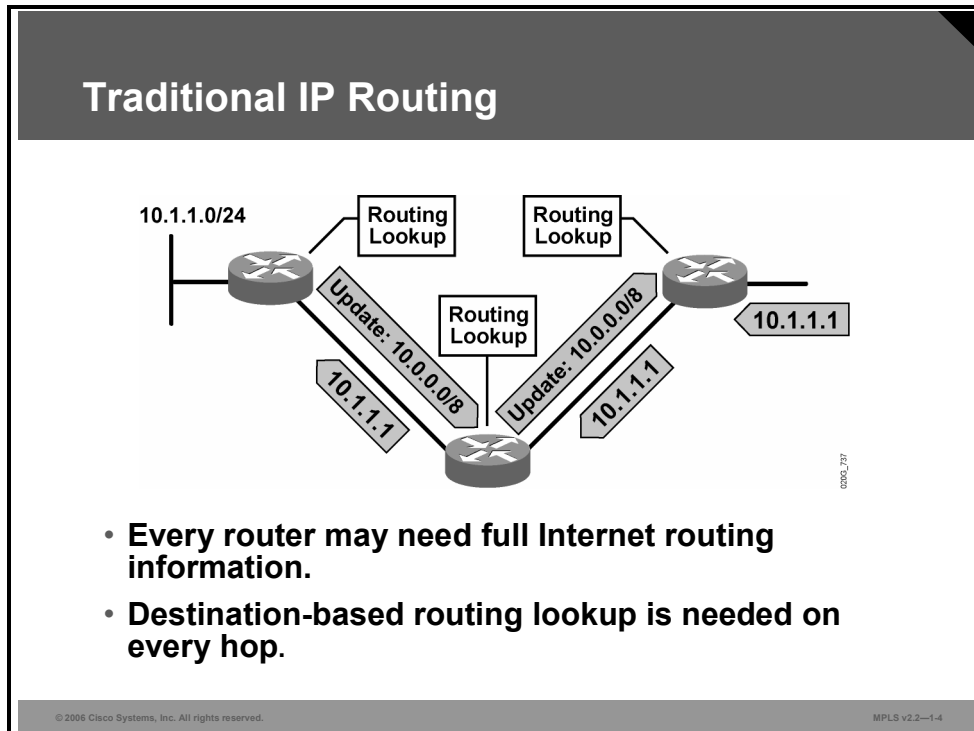 Traditional IP Routing
10.1.1.0/24
Routing
Lookup
Routing
Lookup
Update: 10.0.0.0/8
Routing
Lookup
Update: 10.0.0.0/8
10.1.1.1
10.1.1.1
10.1.1.1
020G_737
• Every router may need full Internet routing
information.
• Destination-based routing lookup is needed on
every hop.
© 2006 Cisco Systems, Inc. All rights reserved.
MPLS v2.2—1-4